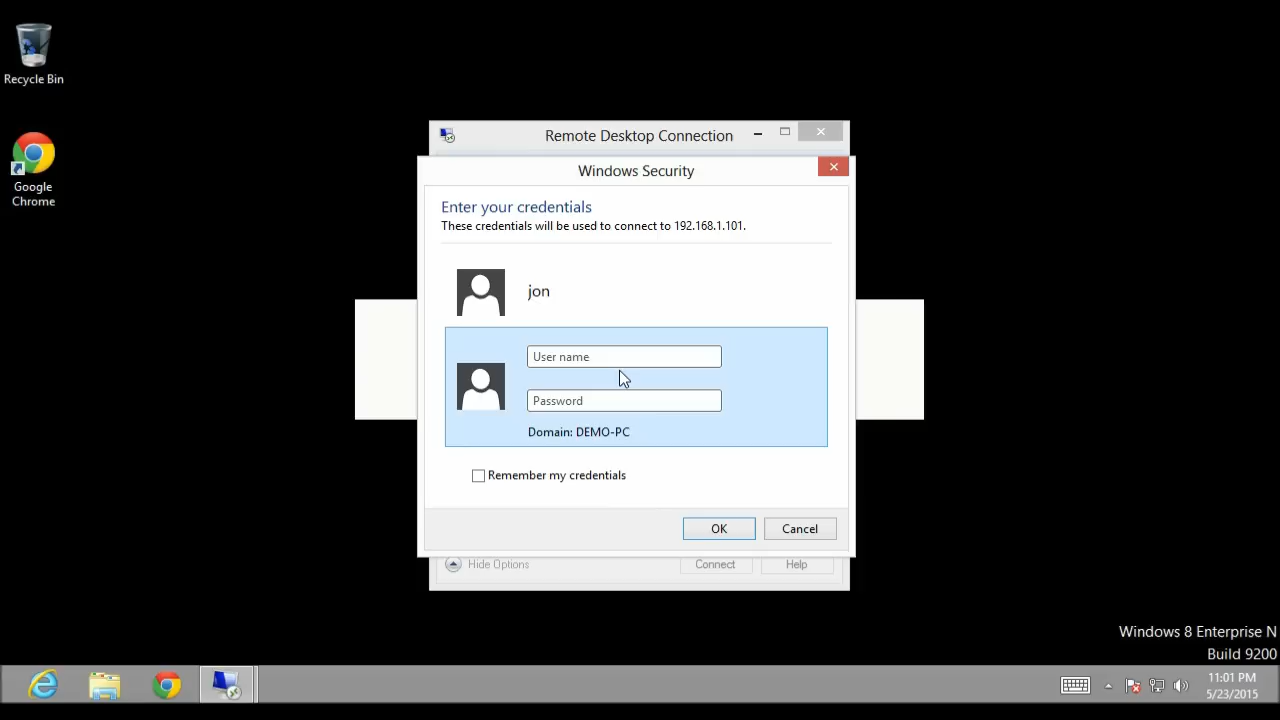 Recycle Bin
Google
Chrome
Remote Desktop Connection
Windows Security
Enter your credentials
These credentials will be used to connect to 192.168.1.101.
jon
User name
Password
Domain: DEMO-PC
Remember my credentials
OK
Cancel
Hide Options
Connect
Help
Windows 8 Enterprise N
Build 9200
11:01 PM
5/23/2015